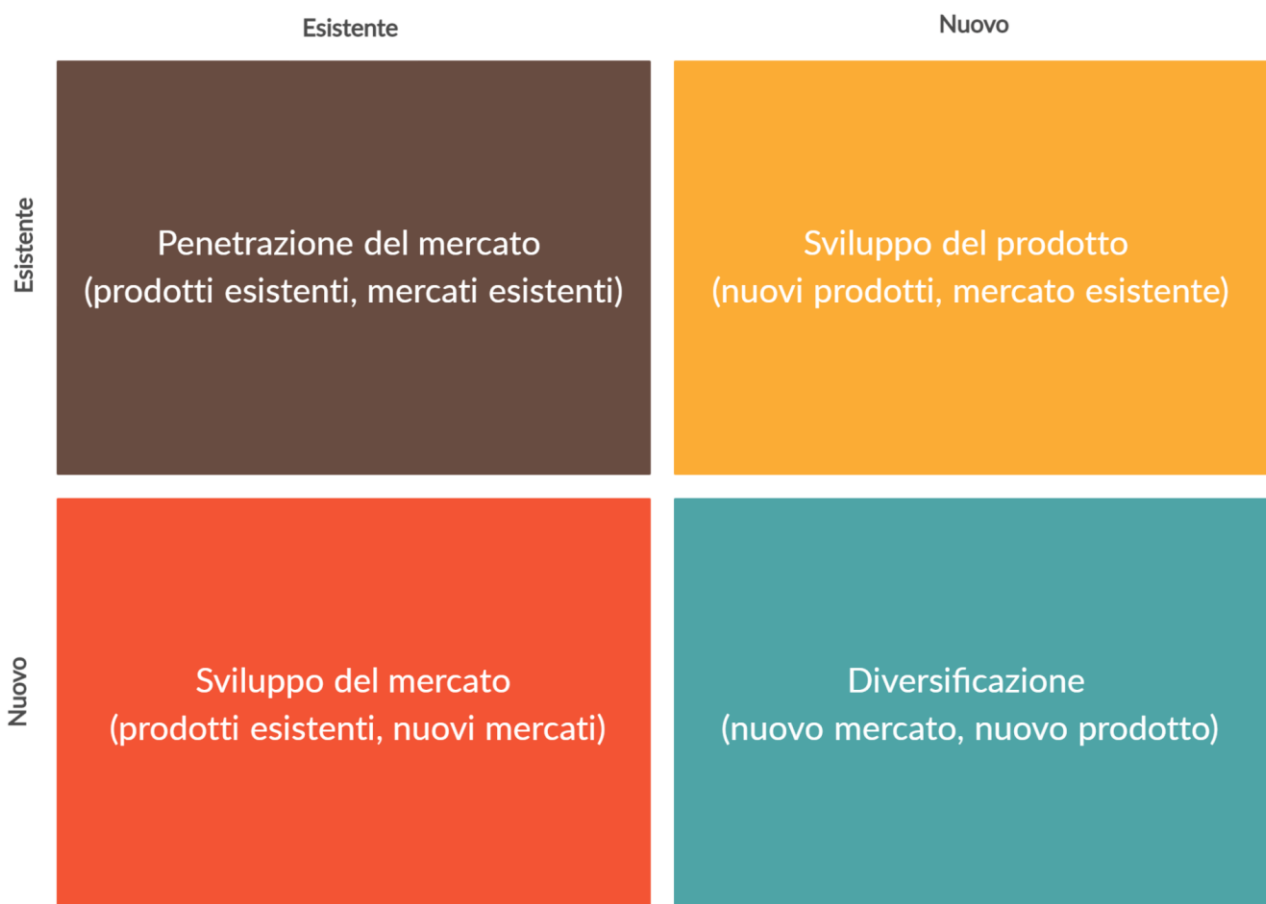 Esistente
Nuovo
Esistente
Penetrazione del mercato
(prodotti esistenti, mercati esistenti)
Sviluppo del prodotto
(nuovi prodotti, mercato esistente)
Nuovo
Sviluppo del mercato
(prodotti esistenti, nuovi mercati)
Diversificazione
(nuovo mercato, nuovo prodotto)